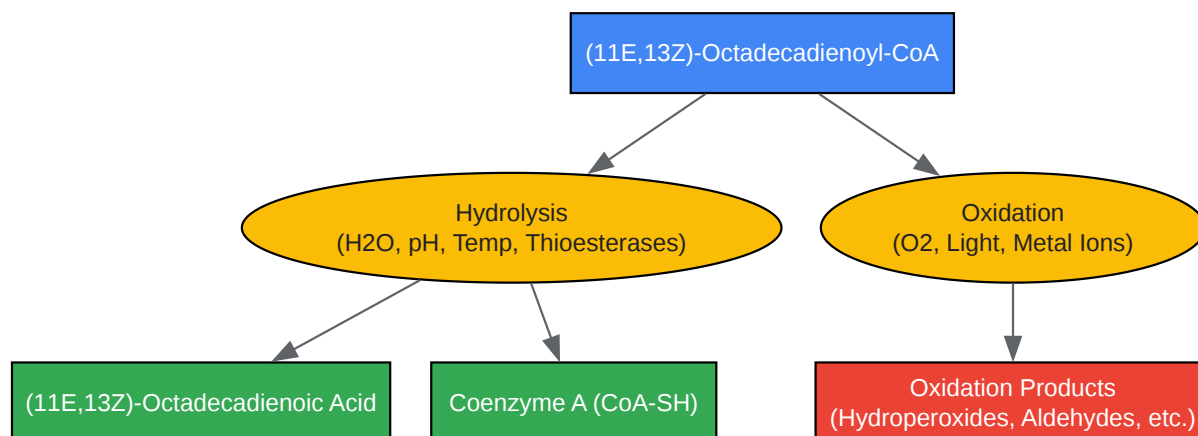 (11E,13Z)-Octadecadienoyl-CoA
Hydrolysis
(H2O, pH, Temp, Thioesterases)
Oxidation
(O2, Light, Metal Ions)
(11E,13Z)-Octadecadienoic Acid
Coenzyme A (CoA-SH)
Oxidation Products
(Hydroperoxides, Aldehydes, etc.)